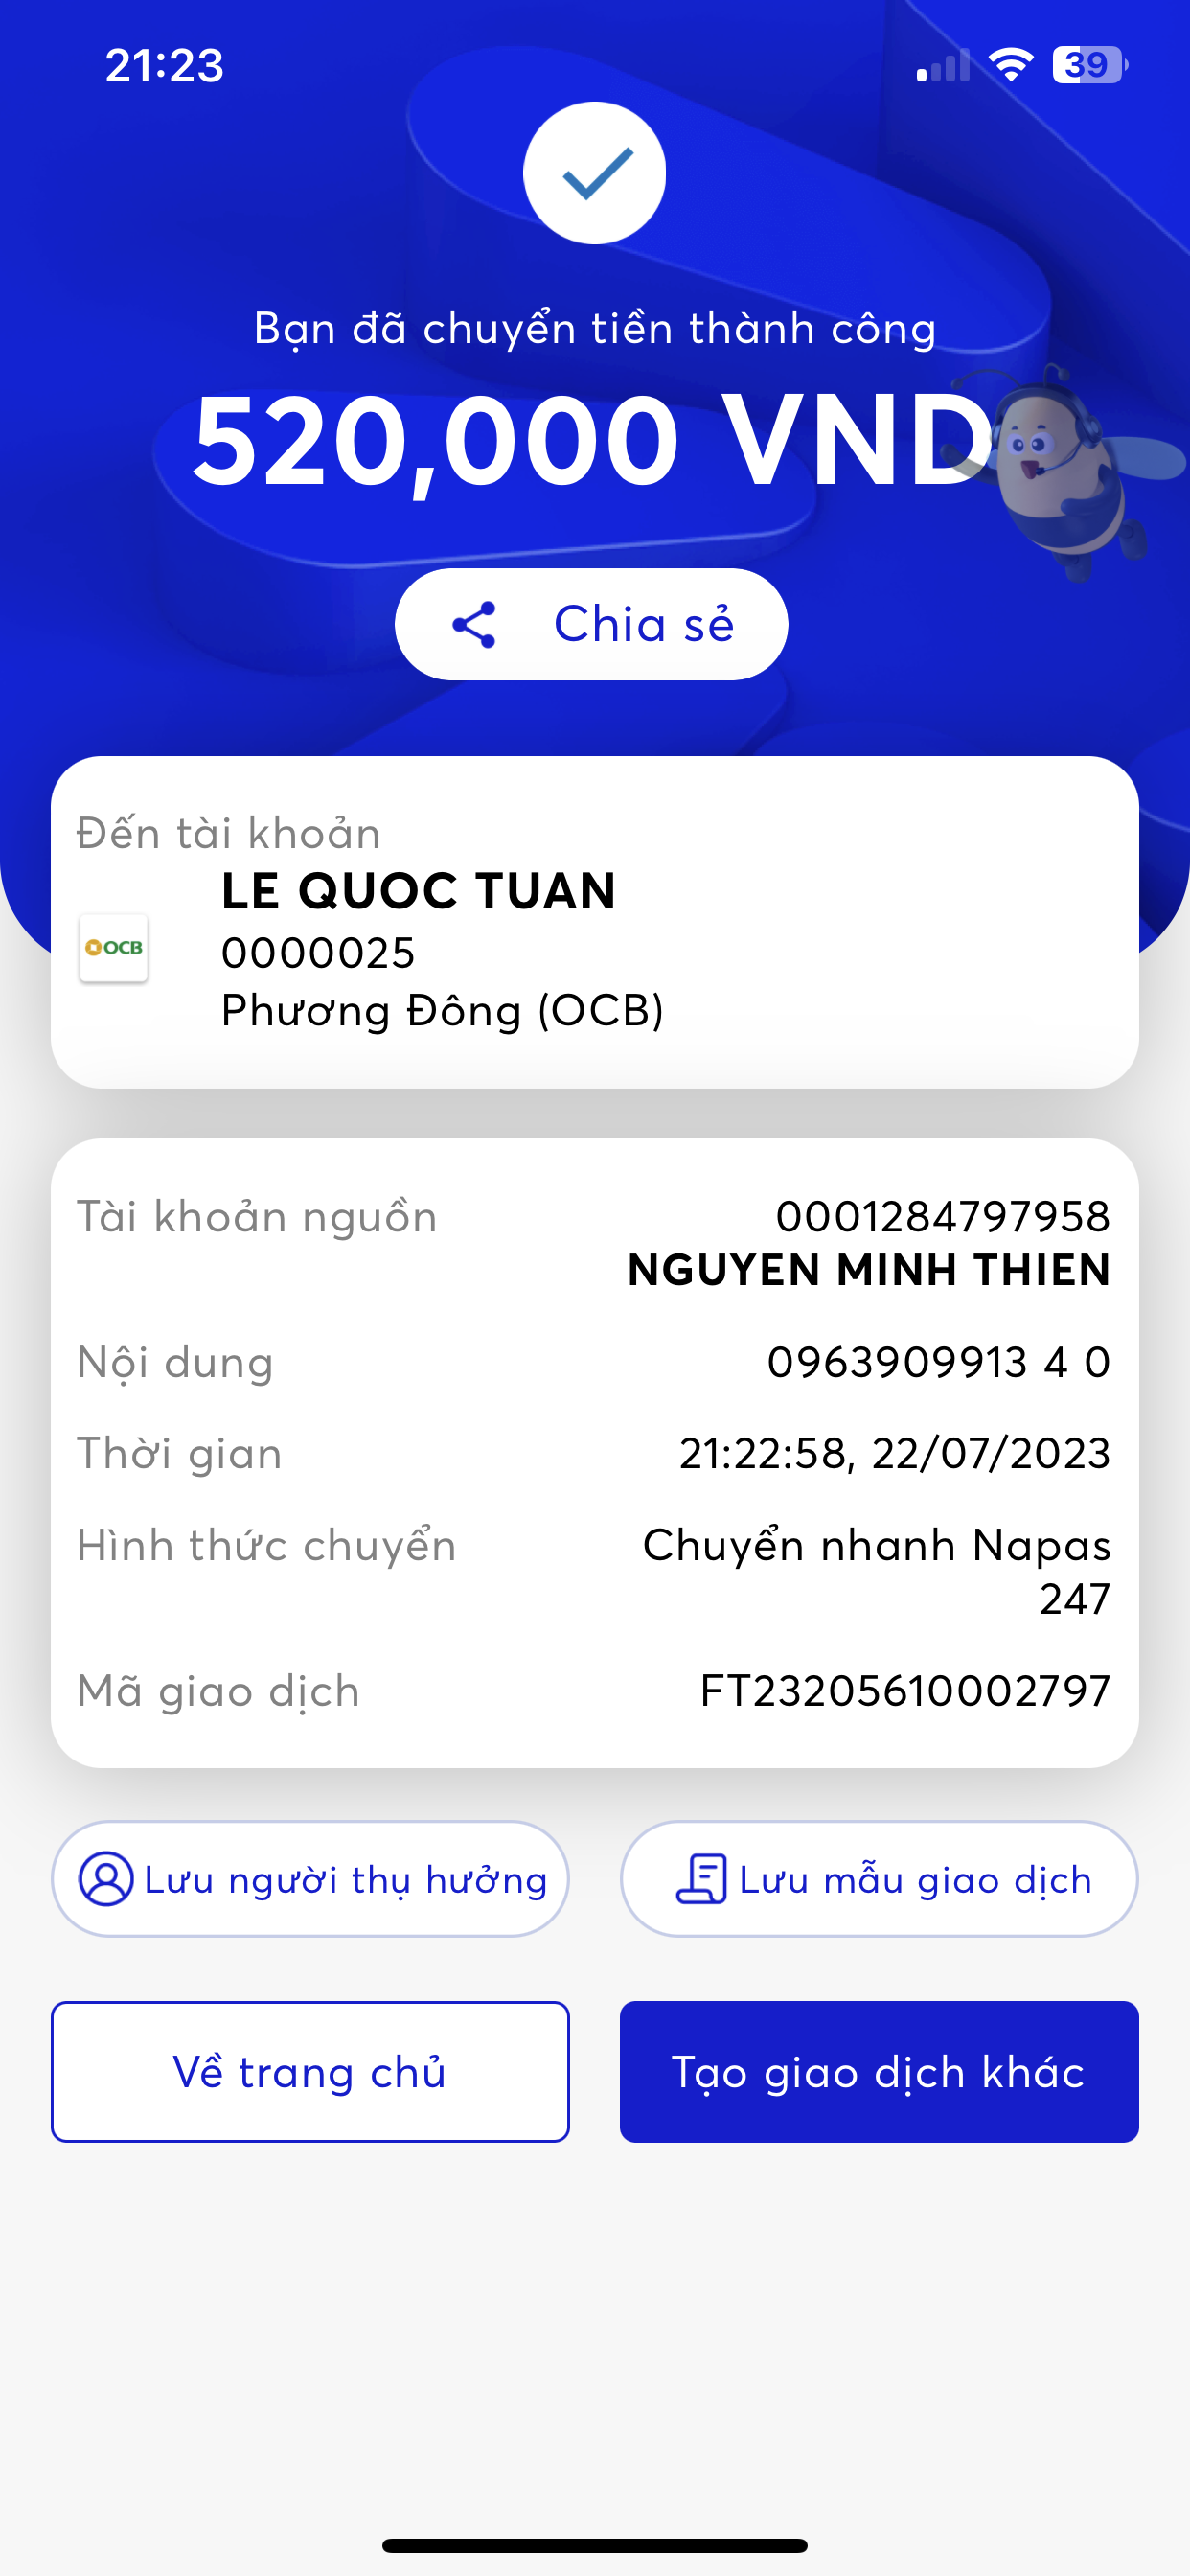 21:23
39
Bạn đã chuyển tiền thành công
520,000 VND
Chia sẻ
Đến tài khoản
LE QUOC TUAN
OCB
0000025
Phương Đông (OCB)
Tài khoản nguồn
0001284797958
NGUYEN MINH THIEN
Nội dung
0963909913 4 0
Thời gian
21:22:58, 22/07/2023
Hình thức chuyển
Chuyển nhanh Napas
247
Mã giao dịch
FT23205610002797
Lưu người thụ hưởng
Lưu mẫu giao dịch
Về trang chủ
Tạo giao dịch khác